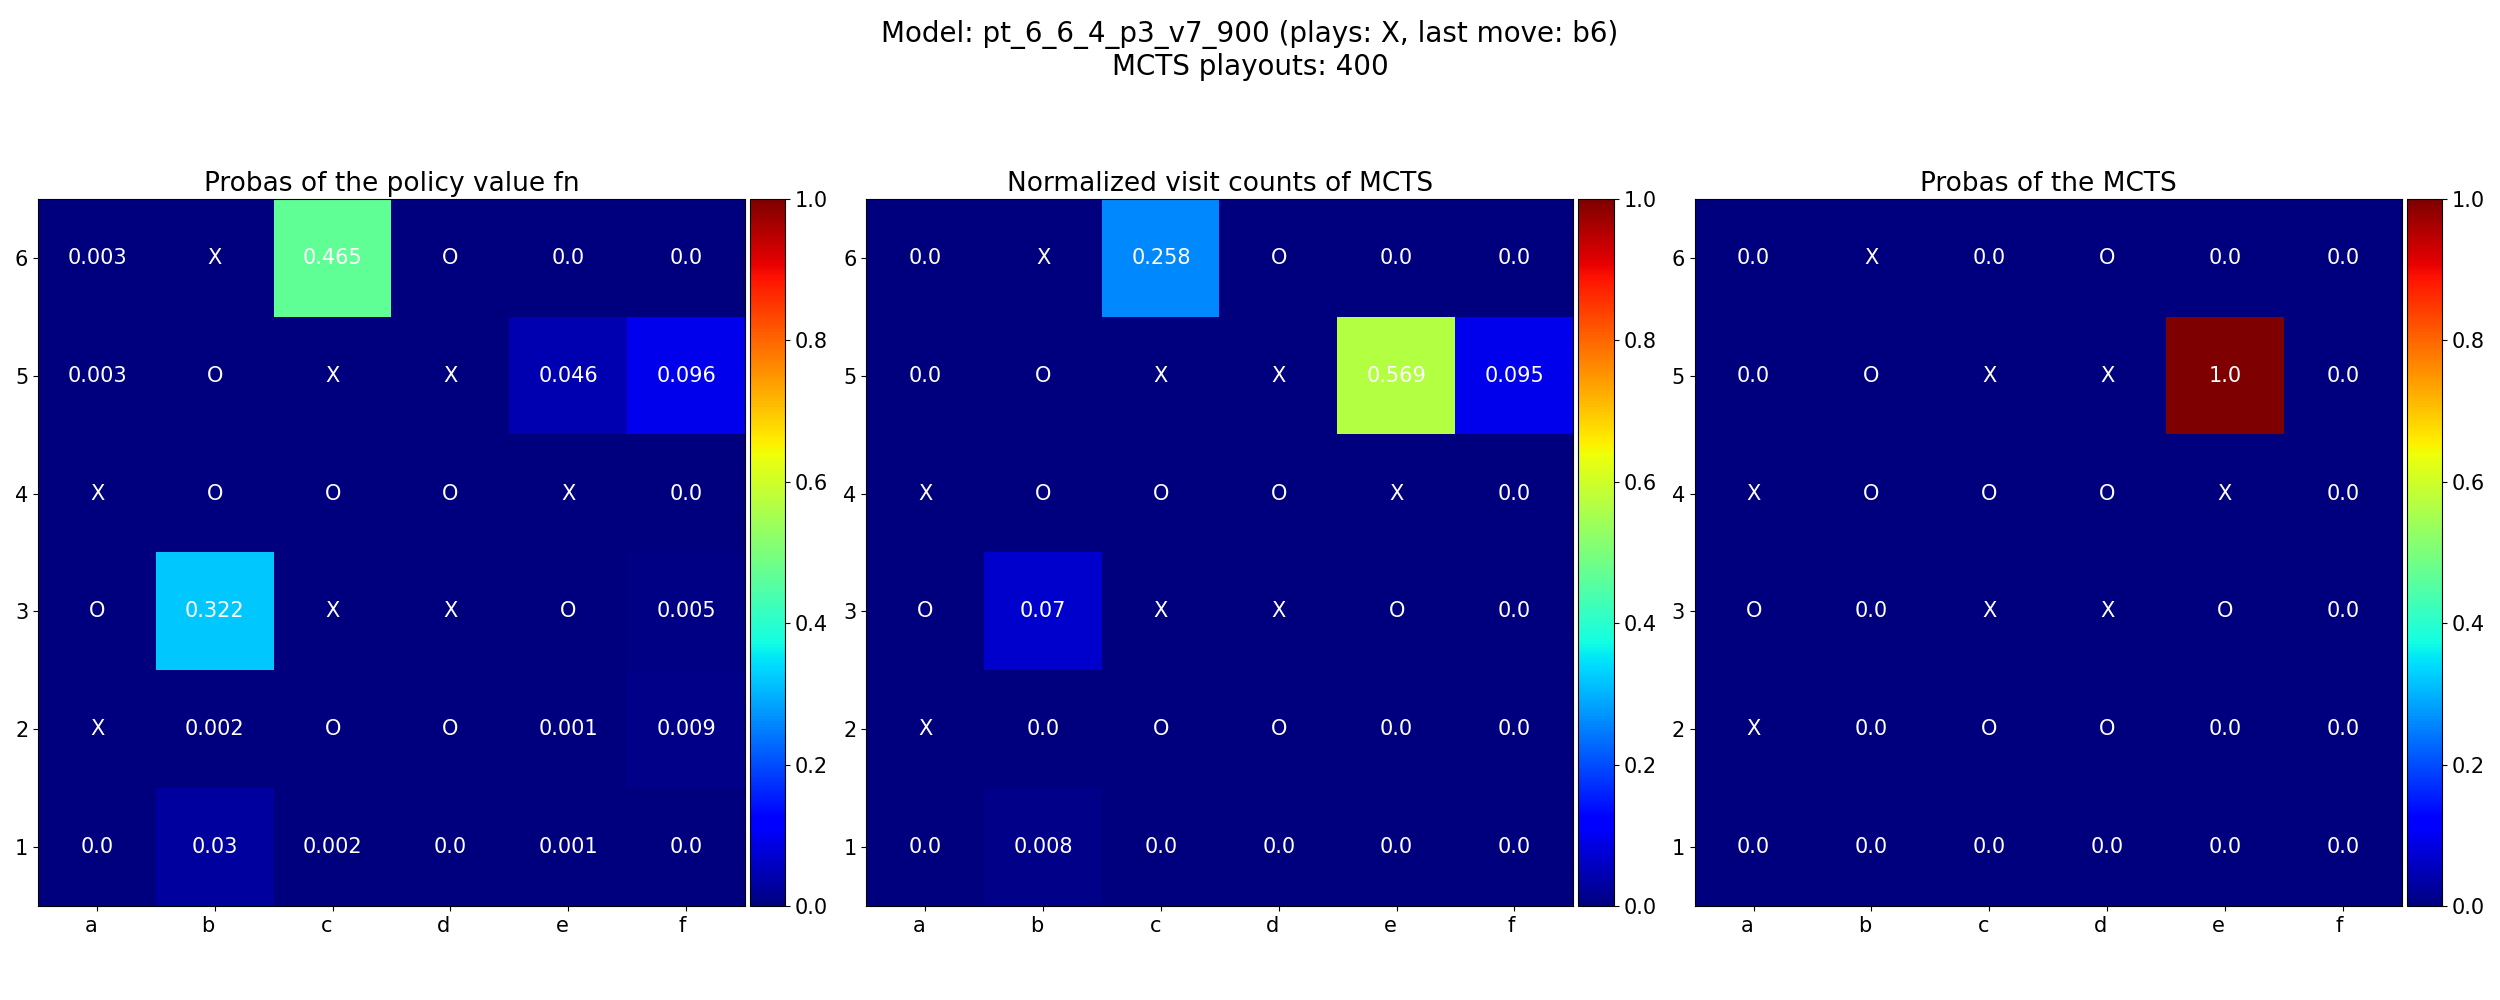 Model: pt_6_6_4_p3_v7_900 (plays: X, last move: b6)
MCTS playouts: 400
Probas of the policy value fn
6 0.003 X 0.465 O 0.0 0.0
5 0.003 O X X 0.046 0.096
4 X O O O X 0.0
3 O 0.322 X X O 0.005
2 X 0.002 O O 0.001 0.009
1 0.0 0.03 0.002 0.0 0.001 0.0
a b c d e f
1.0
0.8
0.6
0.4
0.2
0.0
Normalized visit counts of MCTS
6 0.0 X 0.258 O 0.0 0.0
5 0.0 O X X 0.569 0.095
4 X O O O X 0.0
3 O 0.07 X X O 0.0
2 X 0.0 O O 0.0 0.0
1 0.0 0.008 0.0 0.0 0.0 0.0
a b c d e f
1.0
0.8
0.6
0.4
0.2
0.0
Probas of the MCTS
6 0.0 X 0.0 O 0.0 0.0
5 0.0 O X X 1.0 0.0
4 X O O O X 0.0
3 O 0.0 X X O 0.0
2 X 0.0 O O 0.0 0.0
1 0.0 0.0 0.0 0.0 0.0 0.0
a b c d e f
1.0
0.8
0.6
0.4
0.2
0.0